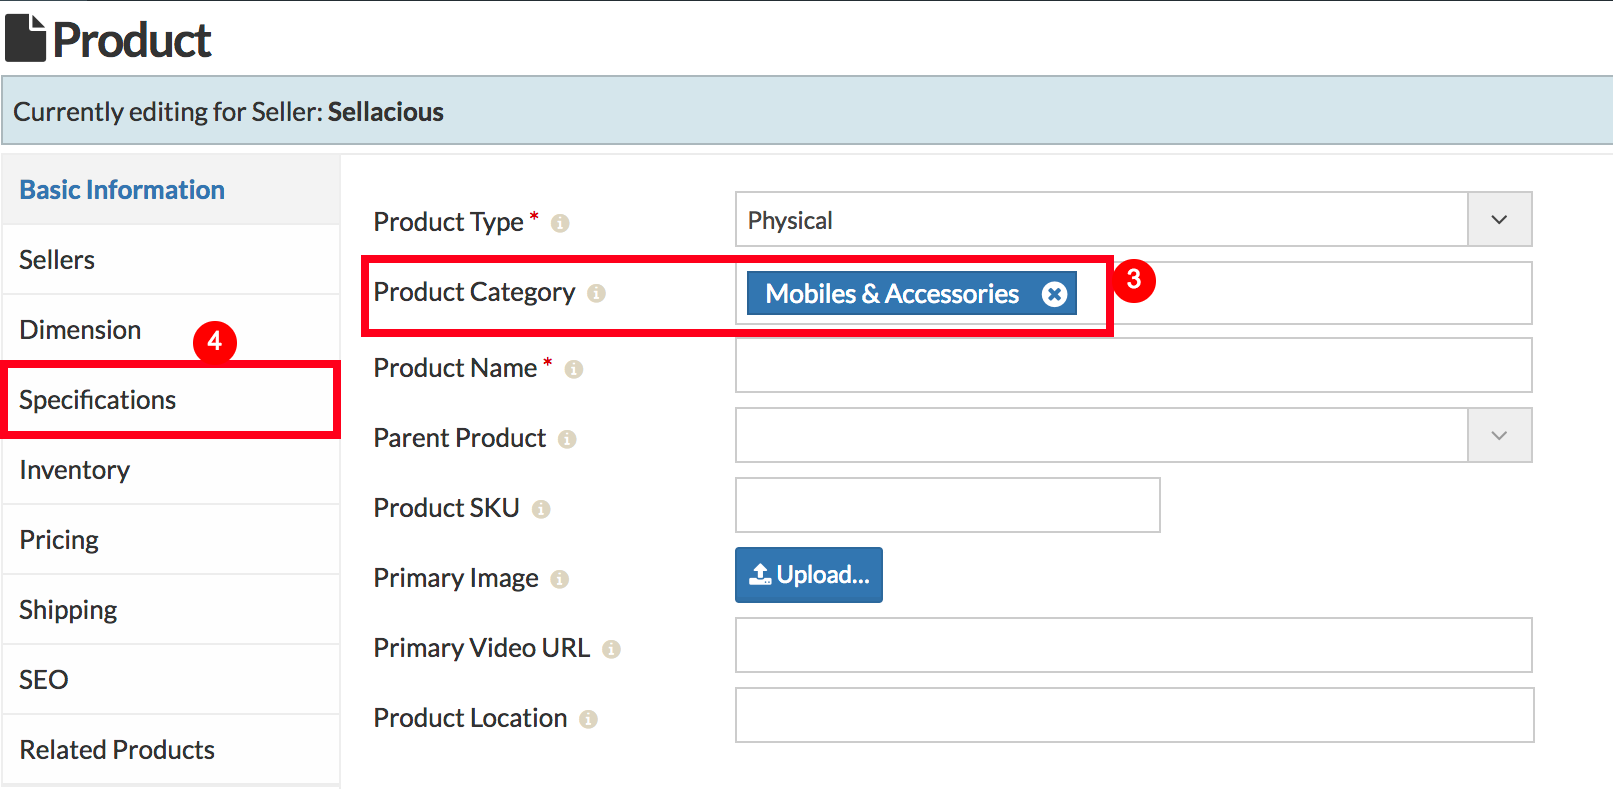 Product
Currently editing for Seller: Sellacious
Basic Information
Sellers
Dimension
4
Specifications
Inventory
Pricing
Shipping
SEO
Related Products
Product Type *
Physical
Product Category
Mobiles & Accessories
3
Product Name *
Parent Product
Product SKU
Primary Image
Upload...
Primary Video URL
Product Location